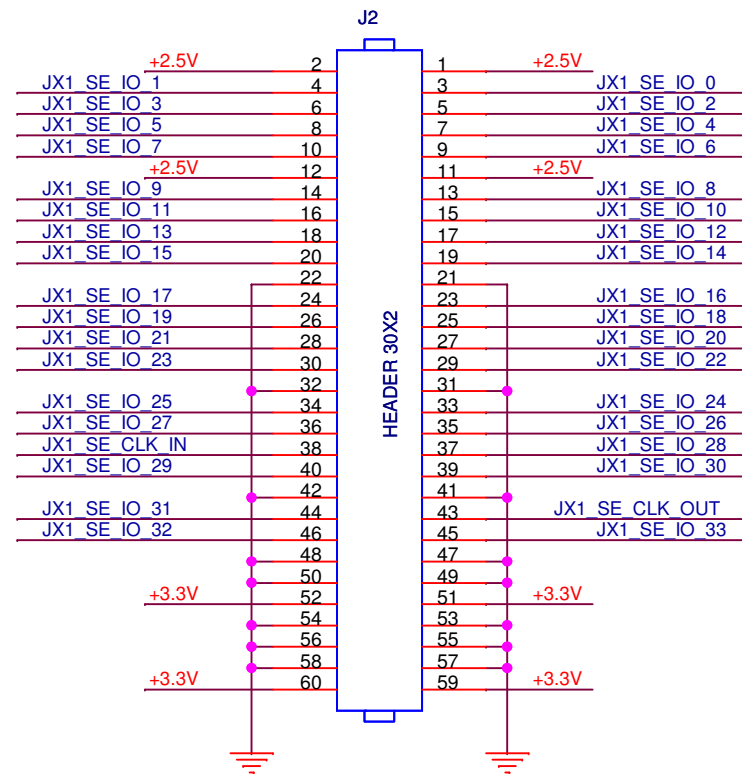 J2
+2.5V 2 1 +2.5V
JX1_SE_IO_1 4 3 JX1_SE_IO_0
JX1_SE_IO_3 6 5 JX1_SE_IO_2
JX1_SE_IO_5 8 7 JX1_SE_IO_4
JX1_SE_IO_7 10 9 JX1_SE_IO_6
+2.5V 12 11 +2.5V
JX1_SE_IO_9 14 13 JX1_SE_IO_8
JX1_SE_IO_11 16 15 JX1_SE_IO_10
JX1_SE_IO_13 18 17 JX1_SE_IO_12
JX1_SE_IO_15 20 19 JX1_SE_IO_14
22 21
JX1_SE_IO_17 24 23 JX1_SE_IO_16
JX1_SE_IO_19 26 25 JX1_SE_IO_18
JX1_SE_IO_21 28 27 JX1_SE_IO_20
JX1_SE_IO_23 30 29 JX1_SE_IO_22
32 31
JX1_SE_IO_25 34 33 JX1_SE_IO_24
JX1_SE_IO_27 36 35 JX1_SE_IO_26
JX1_SE_CLK_IN 38 37 JX1_SE_IO_28
JX1_SE_IO_29 40 39 JX1_SE_IO_30
42 41
JX1_SE_IO_31 44 43 JX1_SE_CLK_OUT
JX1_SE_IO_32 46 45 JX1_SE_IO_33
48 47
50 49
+3.3V 52 51 +3.3V
54 53
56 55
58 57
+3.3V 60 59 +3.3V
HEADER 30X2